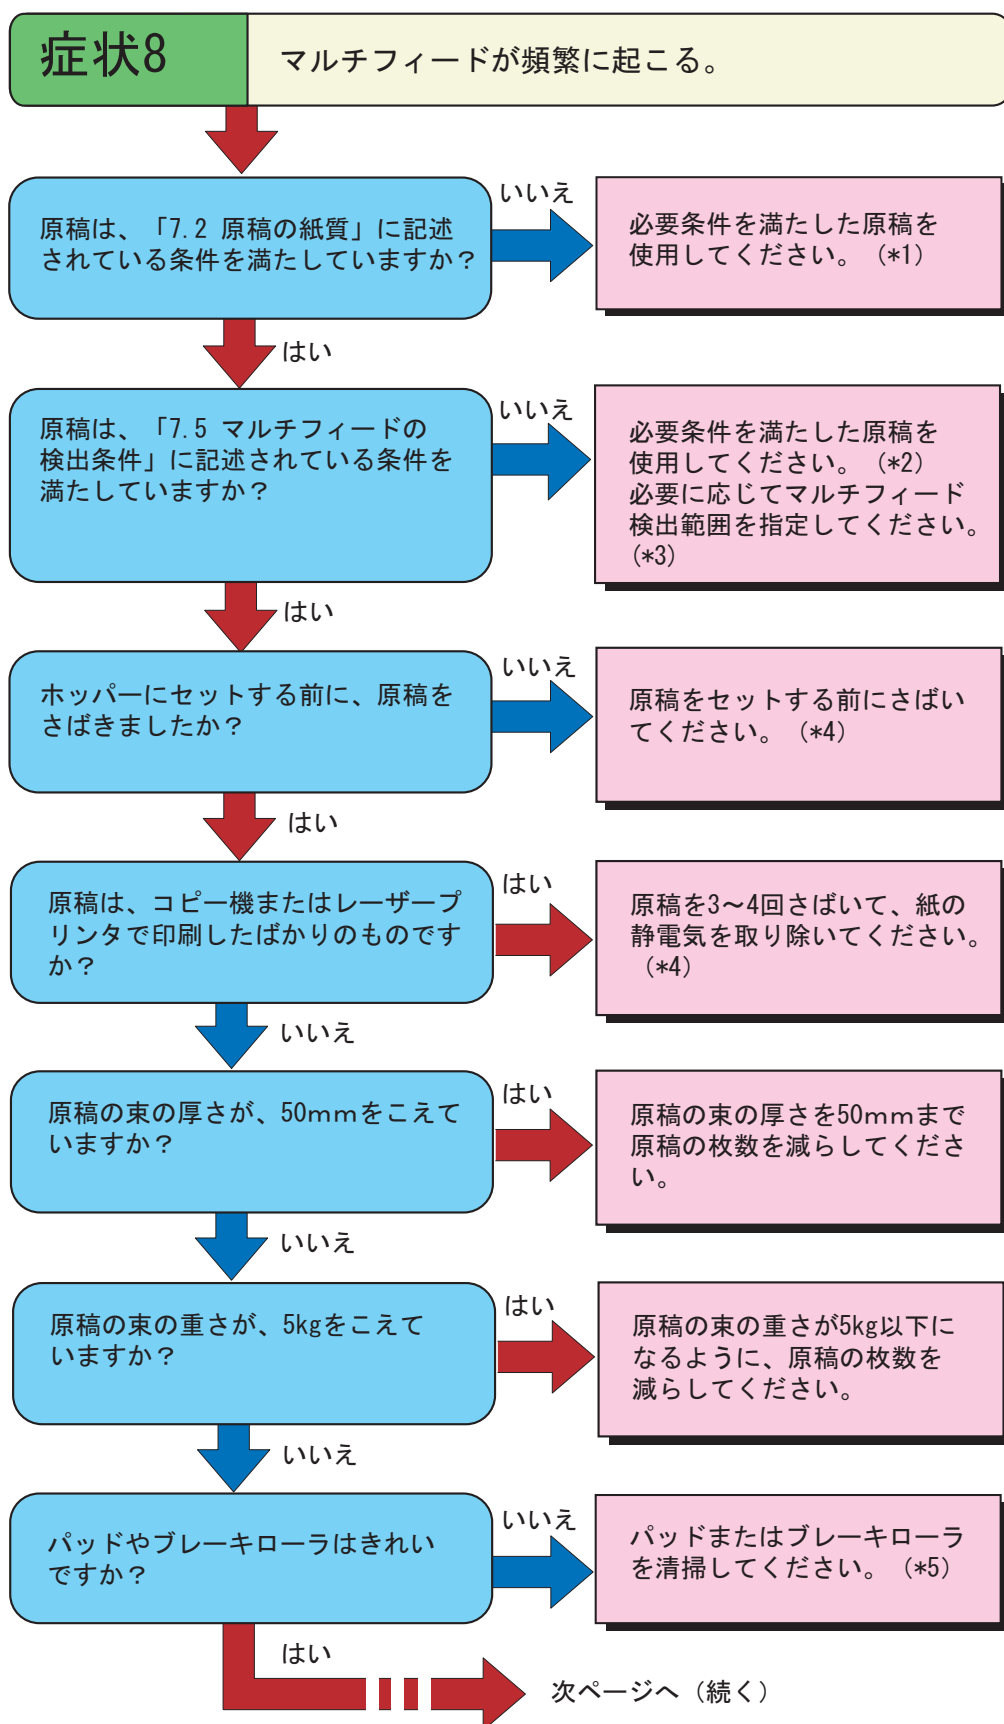 症状8
マルチフィードが頻繁に起こる。
原稿は、「7.2 原稿の紙質」に記述
されている条件を満たしていますか？
いいえ
必要条件を満たした原稿を
使用してください。（*1）
はい
原稿は、「7.5 マルチフィードの
検出条件」に記述されている条件を
満たしていますか？
いいえ
必要条件を満たした原稿を
使用してください。（*2）
必要に応じてマルチフィード
検出範囲を指定してください。
（*3）
はい
ホッパーにセットする前に、原稿を
さばきましたか？
いいえ
原稿をセットする前にさばい
てください。（*4）
はい
原稿は、コピー機またはレーザープ
リンタで印刷したばかりのものです
か？
はい
原稿を3〜4回さばいて、紙の
静電気を取り除いてください。
（*4）
いいえ
原稿の束の厚さが、50ｍｍをこえて
いますか？
はい
原稿の束の厚さを50ｍｍまで
原稿の枚数を減らしてくださ
い。
いいえ
原稿の束の重さが、5kgをこえて
いますか？
はい
原稿の束の重さが5kg以下に
なるように、原稿の枚数を
減らしてください。
いいえ
パッドやブレーキローラはきれい
ですか？
いいえ
パッドまたはブレーキローラ
を清掃してください。（*5）
はい
次ページへ（続く）